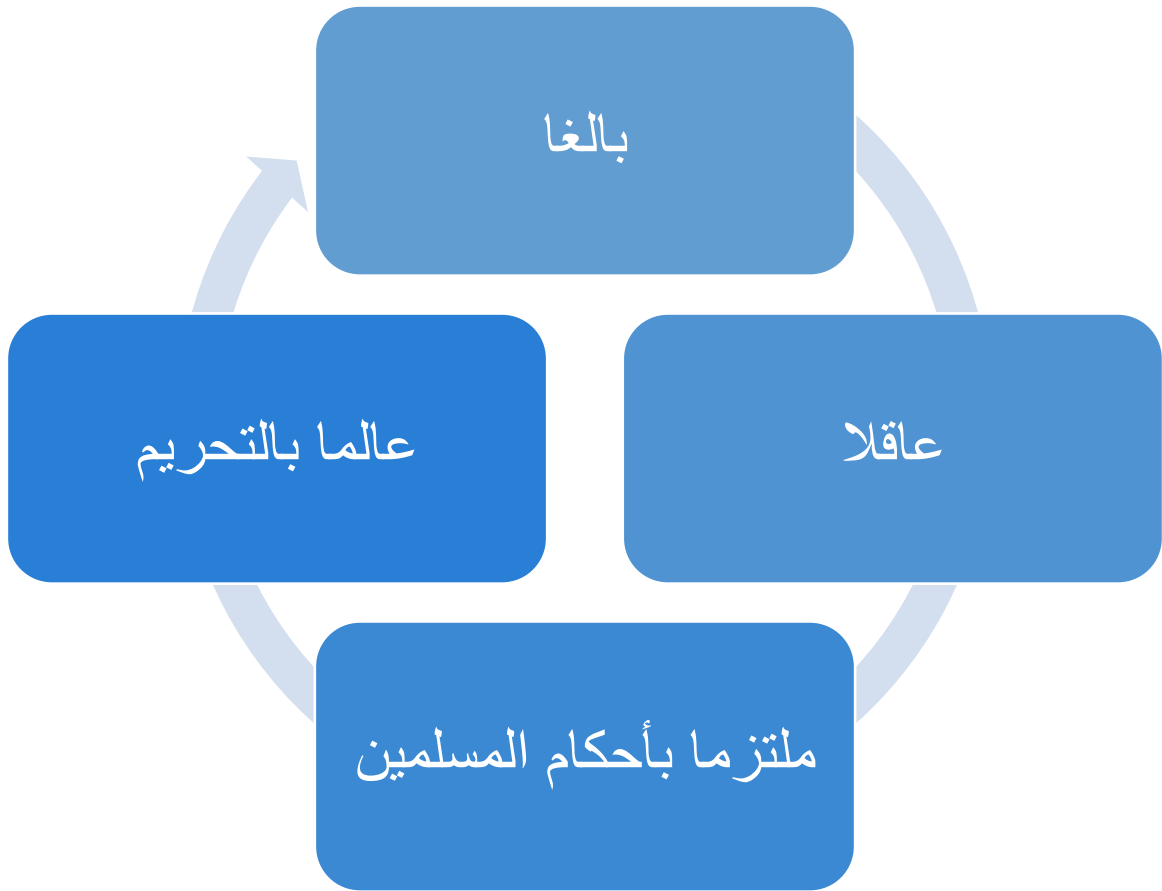 بالغا
عاقلا
ملتزما بأحكام المسلمين
عالما بالتحريم